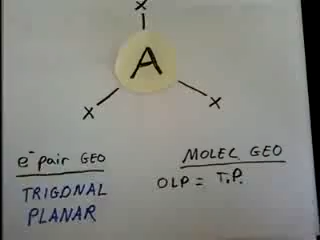 X
A
X
X
e⁻ pair GEO
TRIGONAL
PLANAR
MOLEC GEO
OLP = T.P.